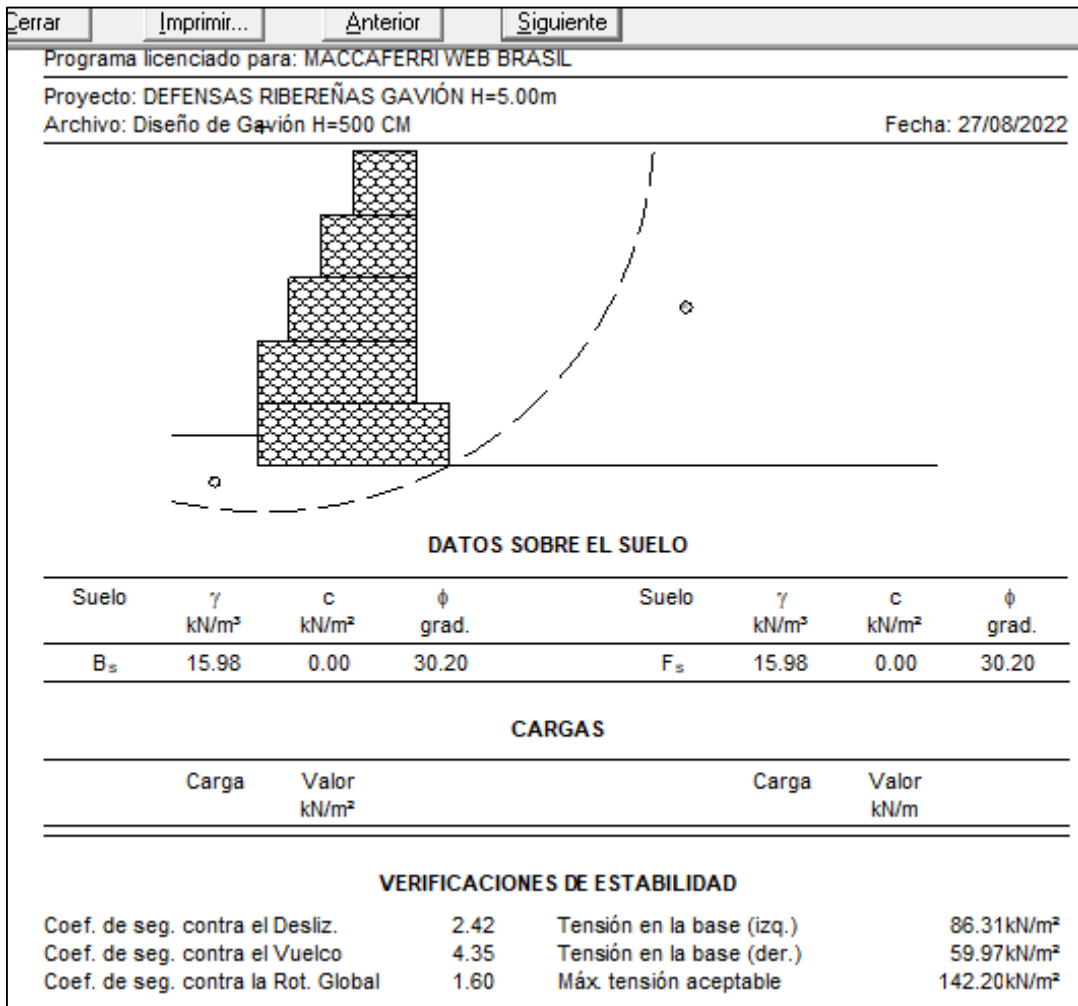 Cerrar Imprimir... Anterior Siguiente
Programa licenciado para: MACCAFERRI WEB BRASIL
Proyecto: DEFENSAS RIBEREÑAS GAVIÓN H=5.00m
Archivo: Diseño de Gavión H=500 CM Fecha: 27/08/2022
DATOS SOBRE EL SUELO
Suelo γ c ϕ Suelo γ c ϕ
kN/m³ kN/m² grad. kN/m³ kN/m² grad.
Bₛ 15.98 0.00 30.20 Fₛ 15.98 0.00 30.20
CARGAS
Carga Valor Carga Valor
kN/m² kN/m
VERIFICACIONES DE ESTABILIDAD
Coef. de seg. contra el Desliz. 2.42 Tensión en la base (izq.) 86.31kN/m²
Coef. de seg. contra el Vuelco 4.35 Tensión en la base (der.) 59.97kN/m²
Coef. de seg. contra la Rot. Global 1.60 Máx. tensión aceptable 142.20kN/m²